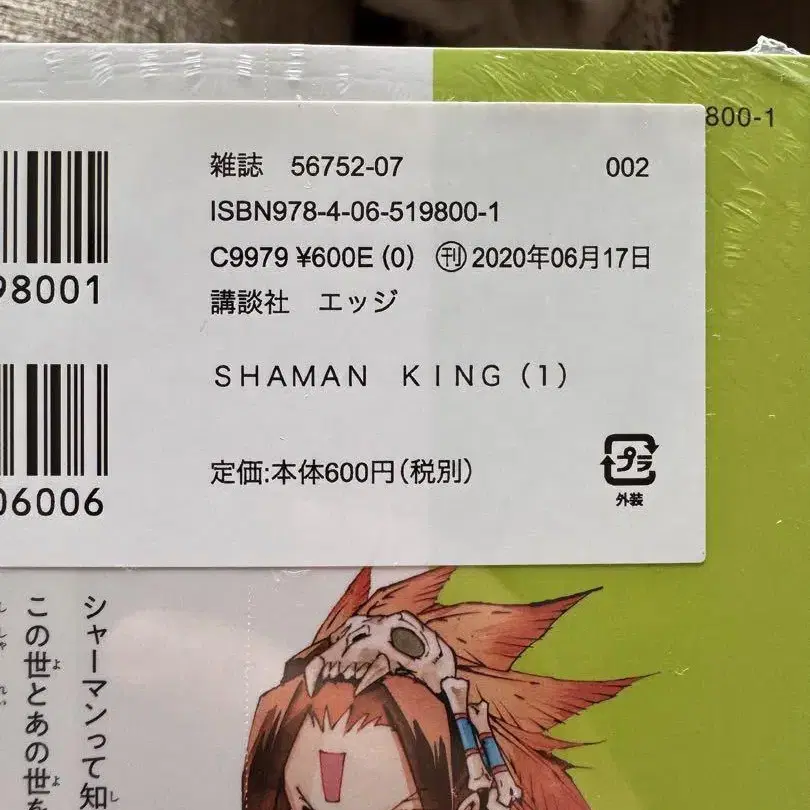 800-1
雑誌　56752-07　002
ISBN978-4-06-519800-1
C9979 ¥600E (0)　㊞刊 2020年06月17日
講談社　エッジ
ＳＨＡＭＡＮ　ＫＩＮＧ（１）
定価:本体600円（税別）
プラ
外装
98001
06006
シャーマンって知
この世とあの世を